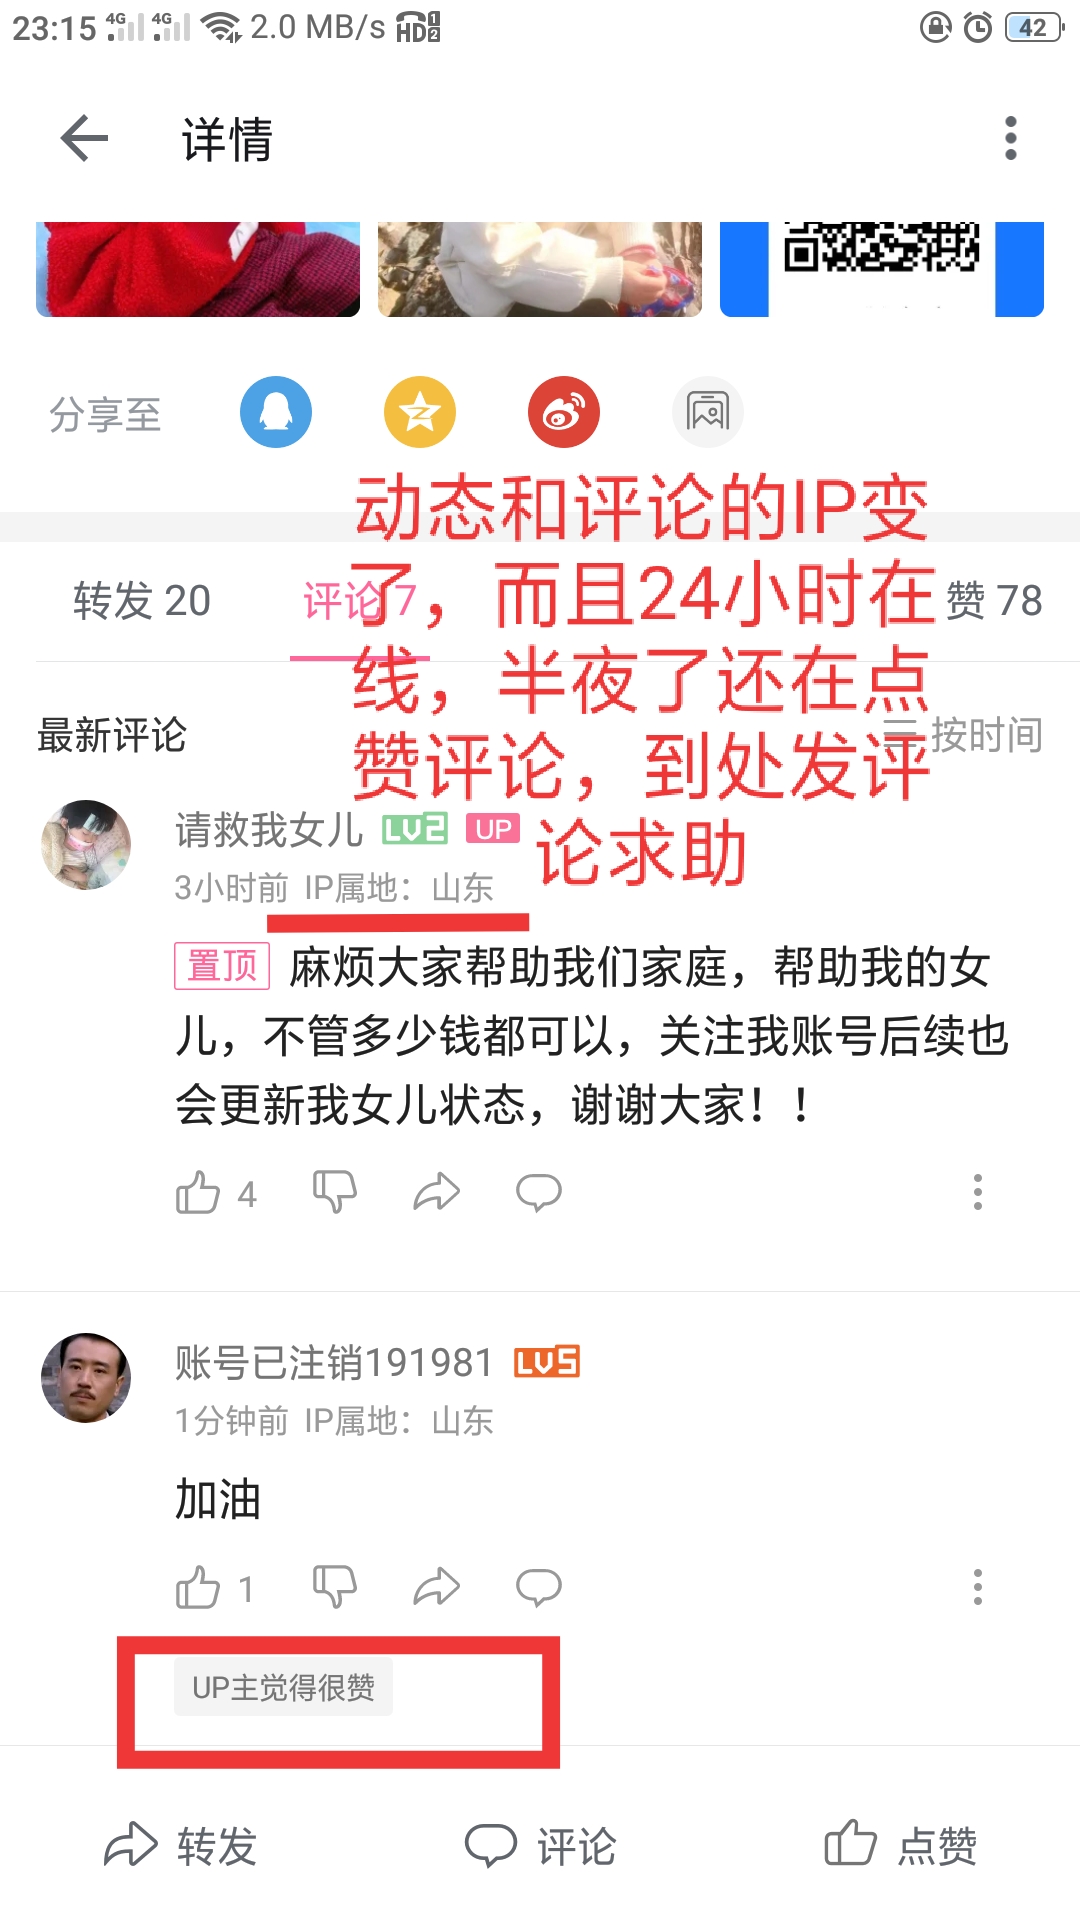 23:15 4G 4G 2.0 MB/s HD 1 2 42
详情
分享至
动态和评论的IP变
了，而且24小时在
线，半夜了还在点
赞评论，到处发评
论求助
转发 20 评论 7 赞 78
最新评论 按时间
请救我女儿 LV2 UP
3小时前 IP属地：山东
置顶 麻烦大家帮助我们家庭，帮助我的女
儿，不管多少钱都可以，关注我账号后续也
会更新我女儿状态，谢谢大家！！
4
账号已注销191981 LV5
1分钟前 IP属地：山东
加油
1
UP主觉得很赞
转发 评论 点赞